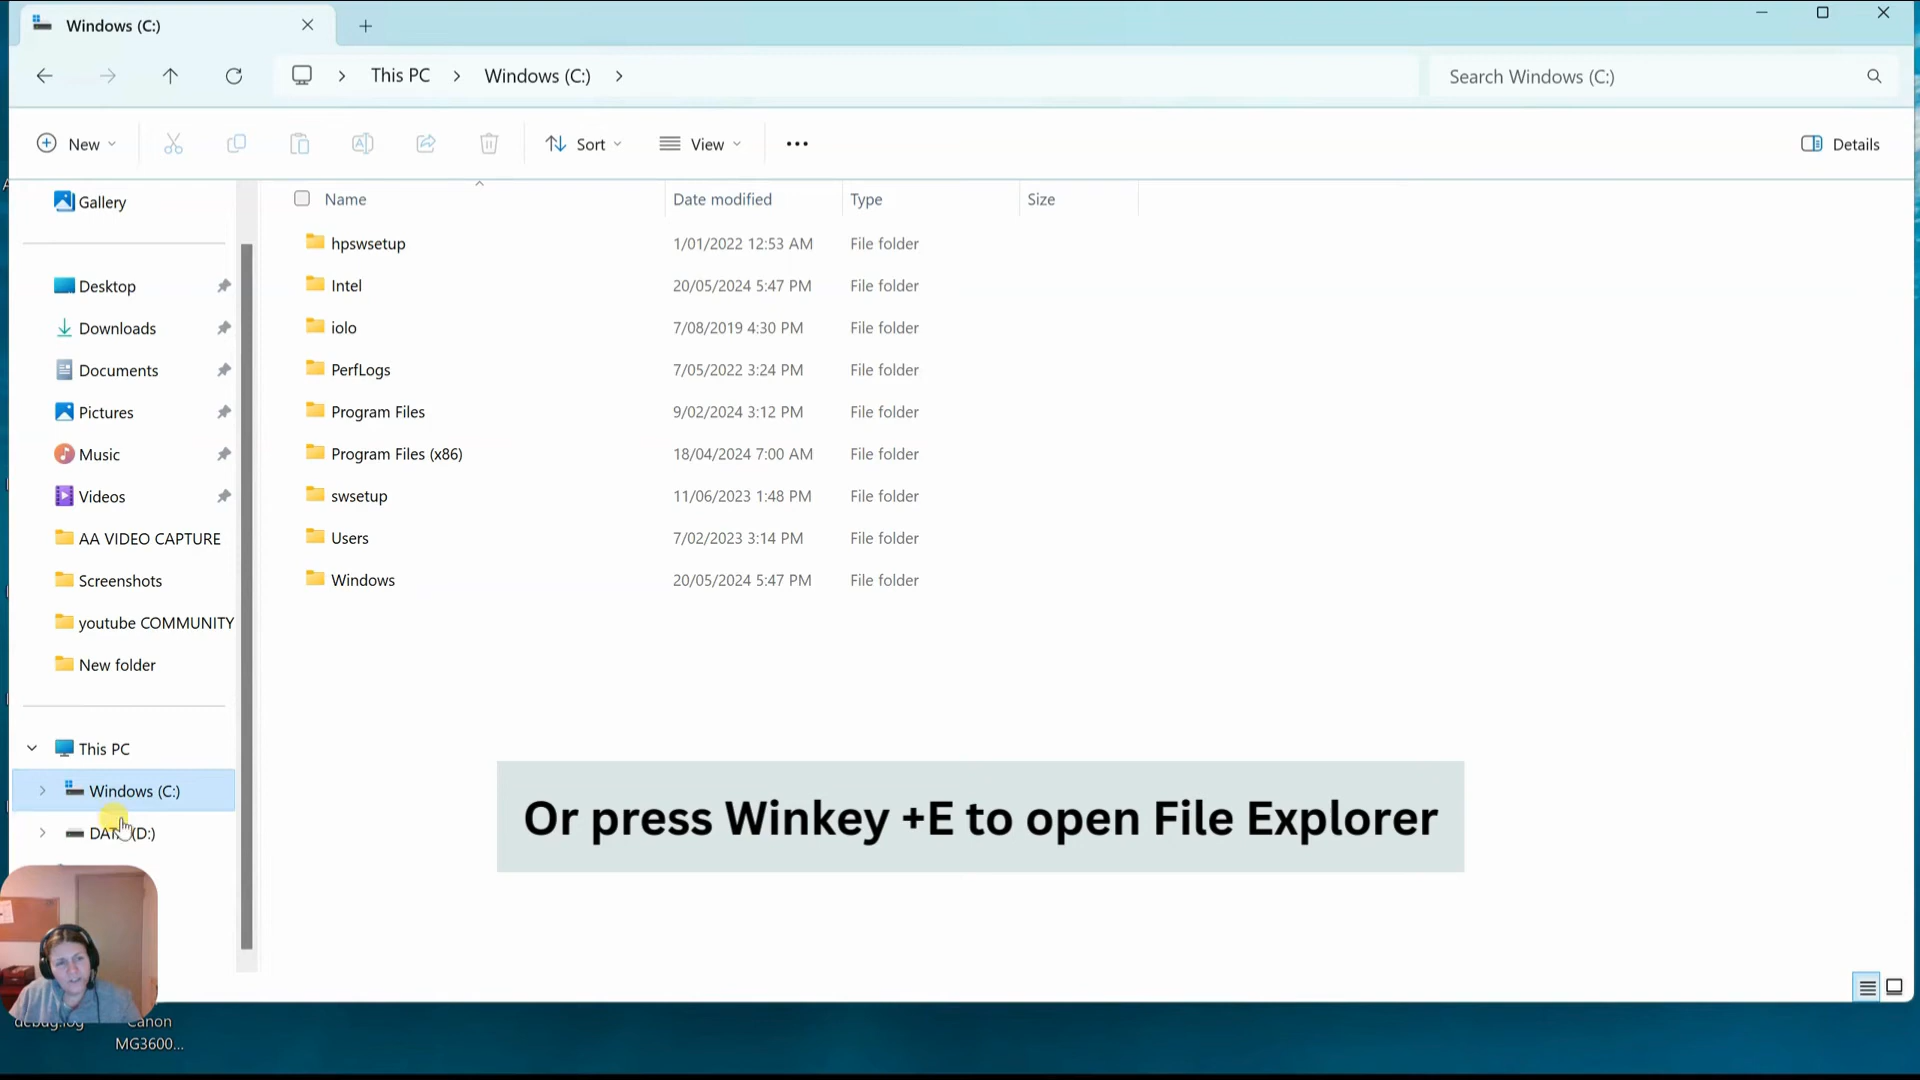 Windows (C:)
This PC
Windows (C:)
Search Windows (C:)
New
Sort
View
Details
Name
Date modified
Type
Size
Gallery
Desktop
Downloads
Documents
Pictures
Music
Videos
AA VIDEO CAPTURE
Screenshots
youtube COMMUNITY
New folder
This PC
Windows (C:)
(D:)
hpswsetup 1/01/2022 12:53 AM File folder
Intel 20/05/2024 5:47 PM File folder
iolo 7/08/2019 4:30 PM File folder
PerfLogs 7/05/2022 3:24 PM File folder
Program Files 9/02/2024 3:12 PM File folder
Program Files (x86) 18/04/2024 7:00 AM File folder
swsetup 11/06/2023 1:48 PM File folder
Users 7/02/2023 3:14 PM File folder
Windows 20/05/2024 5:47 PM File folder
Or press Winkey +E to open File Explorer
debug.log
Canon
MG3600...